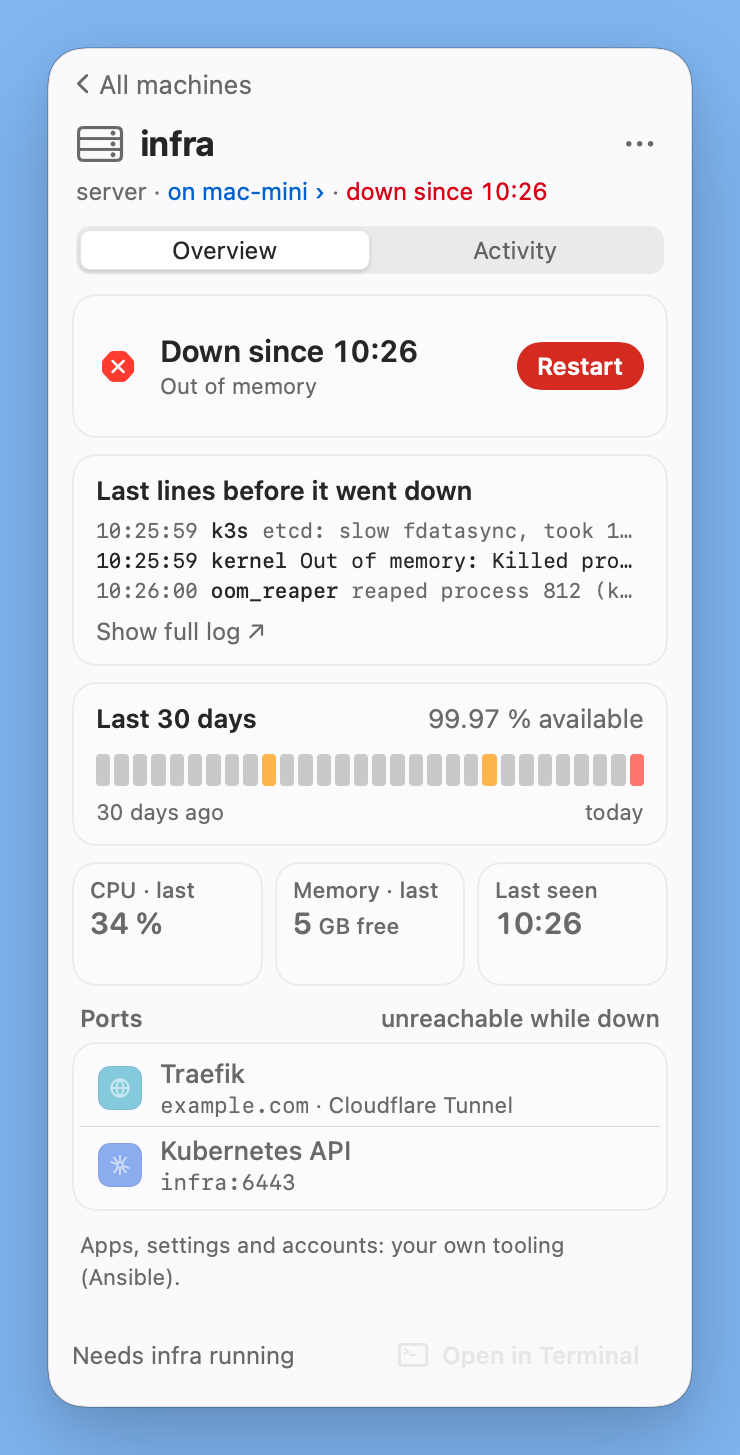 All machines
infra
server · on mac-mini › · down since 10:26
Overview
Activity
Down since 10:26
Out of memory
Restart
Last lines before it went down
10:25:59 k3s etcd: slow fdatasync, took 1…
10:25:59 kernel Out of memory: Killed pro…
10:26:00 oom_reaper reaped process 812 (k…
Show full log ↗
Last 30 days
99.97 % available
30 days ago
today
CPU · last
34 %
Memory · last
5 GB free
Last seen
10:26
Ports
unreachable while down
Traefik
example.com · Cloudflare Tunnel
Kubernetes API
infra:6443
Apps, settings and accounts: your own tooling
(Ansible).
Needs infra running
Open in Terminal